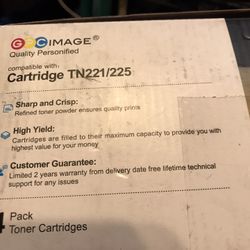 GPCIMAGE®
Quality Personified
compatible with:
Cartridge TN221/225
Sharp and Crisp:
Refined toner powder ensures quality prints
High Yield:
Cartridges are filled to their maximum capacity to provide you with
highest value for your money
Customer Guarantee:
Limited 2 years warranty from delivery date free lifetime technical
support for any issues
4 Pack
Toner Cartridges